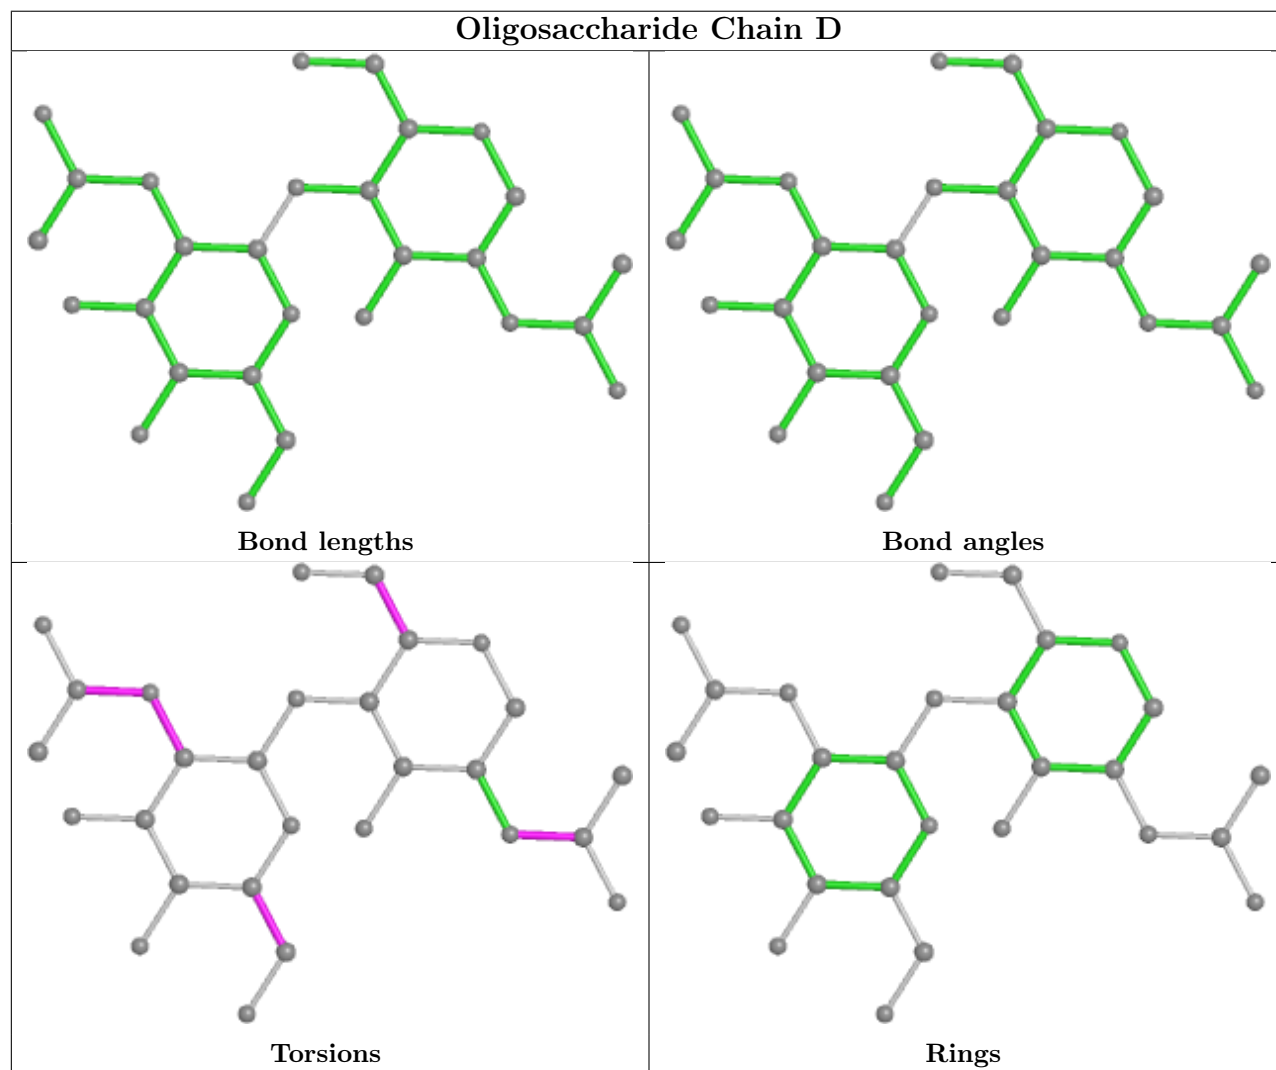 Oligosaccharide Chain D
Bond lengths
Bond angles
Torsions
Rings